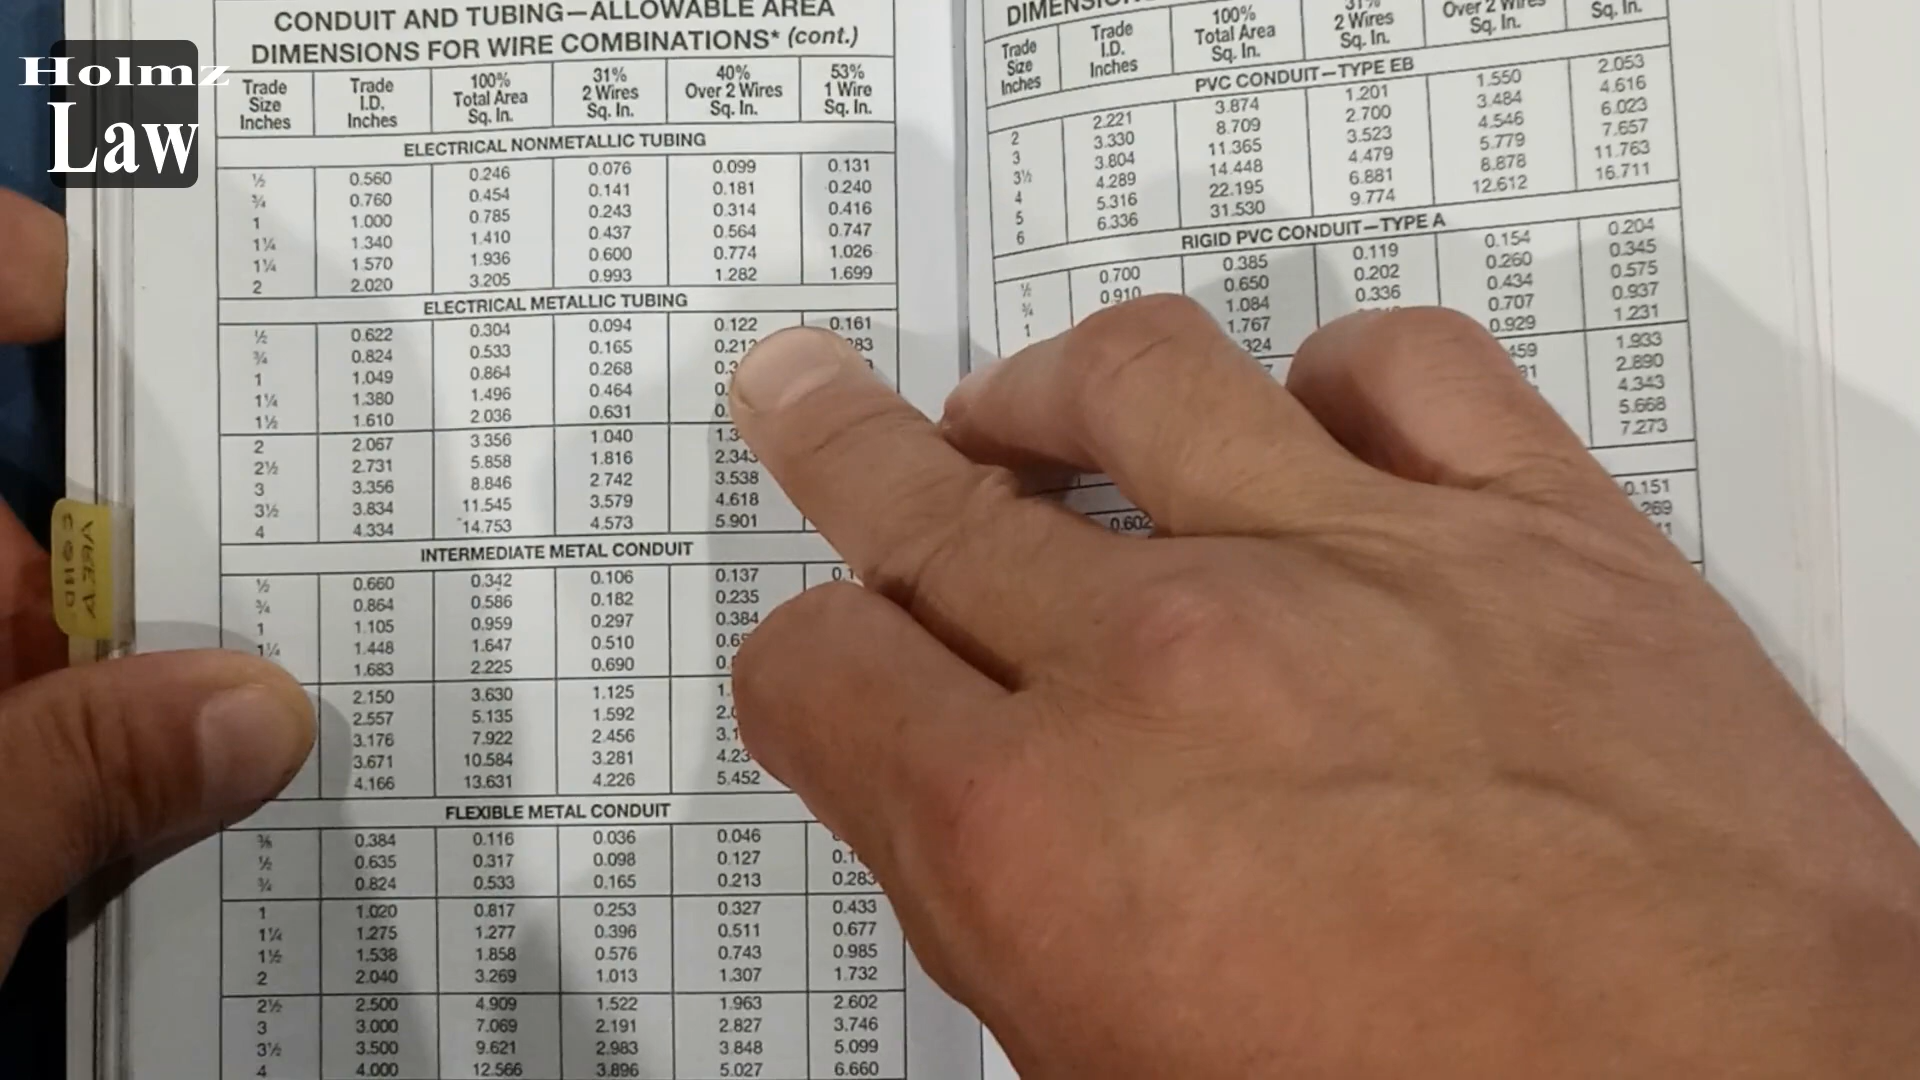 Holmz
Law
CONDUIT AND TUBING—ALLOWABLE AREA
DIMENSIONS FOR WIRE COMBINATIONS* (cont.)
Trade Size Inches Trade I.D. Inches 100% Total Area Sq. In. 31% 2 Wires Sq. In. 40% Over 2 Wires Sq. In. 53% 1 Wire Sq. In.
ELECTRICAL NONMETALLIC TUBING
½ 0.560 0.246 0.076 0.099 0.131
¾ 0.760 0.454 0.141 0.181 0.240
1 1.000 0.785 0.243 0.314 0.416
1¼ 1.340 1.410 0.437 0.564 0.747
1¼ 1.570 1.936 0.600 0.774 1.026
2 2.020 3.205 0.993 1.282 1.699
ELECTRICAL METALLIC TUBING
½ 0.622 0.304 0.094 0.122 0.161
¾ 0.824 0.533 0.165
1 1.049 0.864 0.268
1¼ 1.380 1.496 0.464
1½ 1.610 2.036 0.631
2 2.067 3.356 1.040
2½ 2.731 5.858 1.816 2.343
3 3.356 8.846 2.742 3.538
3½ 3.834 11.545 3.579 4.618
4 4.334 14.753 4.573 5.901
INTERMEDIATE METAL CONDUIT
½ 0.660 0.342 0.106 0.137
¾ 0.864 0.586 0.182 0.235
1 1.105 0.959 0.297 0.384
1¼ 1.448 1.647 0.510
1.683 2.225 0.690
2.150 3.630 1.125
2.557 5.135 1.592
3.176 7.922 2.456
3.671 10.584 3.281
4.166 13.631 4.226 5.452
FLEXIBLE METAL CONDUIT
⅜ 0.384 0.116 0.036 0.046
½ 0.635 0.317 0.098 0.127
¾ 0.824 0.533 0.165 0.213 0.283
1 1.020 0.817 0.253 0.327 0.433
1¼ 1.275 1.277 0.396 0.511 0.677
1½ 1.538 1.858 0.576 0.743 0.985
2 2.040 3.269 1.013 1.307 1.732
2½ 2.500 4.909 1.522 1.963 2.602
3 3.000 7.069 2.191 2.827 3.746
3½ 3.500 9.621 2.983 3.848 5.099
4 4.000 12.566 3.896 5.027 6.660
Trade Size Inches Trade I.D. Inches 100% Total Area Sq. In. 31% 2 Wires Sq. In. Over 2 Wires Sq. In. Sq. In.
PVC CONDUIT—TYPE EB
2 2.221 3.874 1.201 1.550 2.053
3 3.330 8.709 2.700 3.484 4.616
3½ 3.804 11.365 3.523 4.546 6.023
4 4.289 14.448 4.479 5.779 7.657
5 5.316 22.195 6.881 8.878 11.763
6 6.336 31.530 9.774 12.612 16.711
RIGID PVC CONDUIT—TYPE A
½ 0.700 0.385 0.119 0.154 0.204
¾ 0.910 0.650 0.202 0.260 0.345
1 1.084 0.336 0.434 0.575
1.767 0.707 0.937
0.929 1.231
1.933
2.890
4.343
5.668
7.273
0.602 0.151